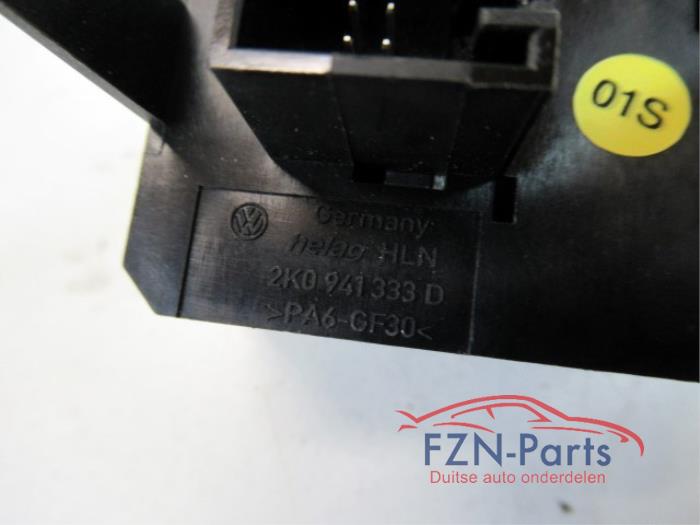 01S
Germany
helag HLN
2K0 941 333 D
>PA6-GF30<
FZN-Parts
Duitse auto onderdelen